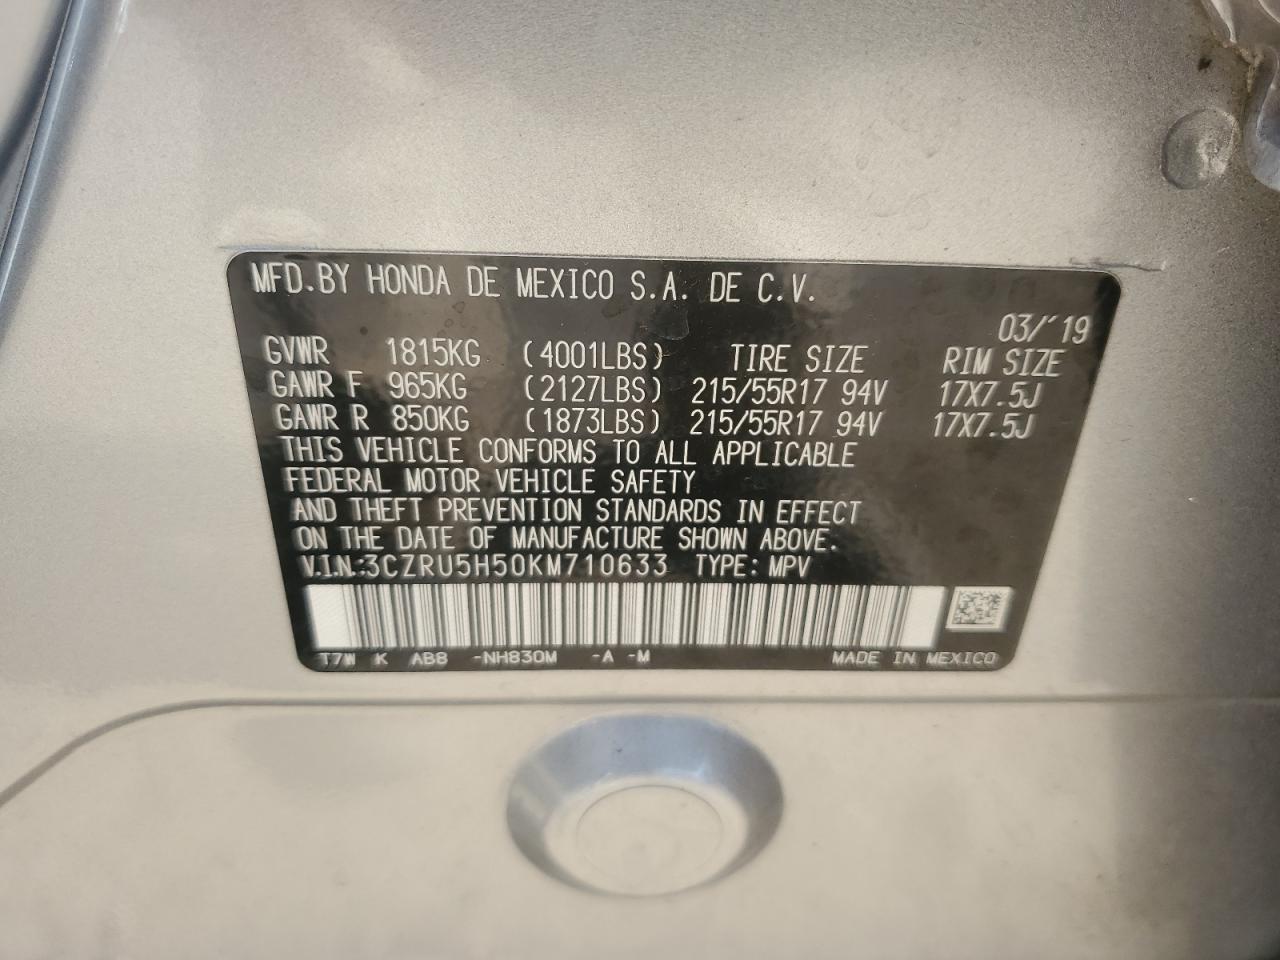 MFD.BY HONDA DE MEXICO S.A. DE C.V.
03/'19
GVWR 1815KG (4001LBS) TIRE SIZE RIM SIZE
GAWR F 965KG (2127LBS) 215/55R17 94V 17X7.5J
GAWR R 850KG (1873LBS) 215/55R17 94V 17X7.5J
THIS VEHICLE CONFORMS TO ALL APPLICABLE
FEDERAL MOTOR VEHICLE SAFETY
AND THEFT PREVENTION STANDARDS IN EFFECT
ON THE DATE OF MANUFACTURE SHOWN ABOVE.
V.I.N:3CZRU5H50KM710633 TYPE: MPV
T7W K AB8 -NH830M -A -M MADE IN MEXICO